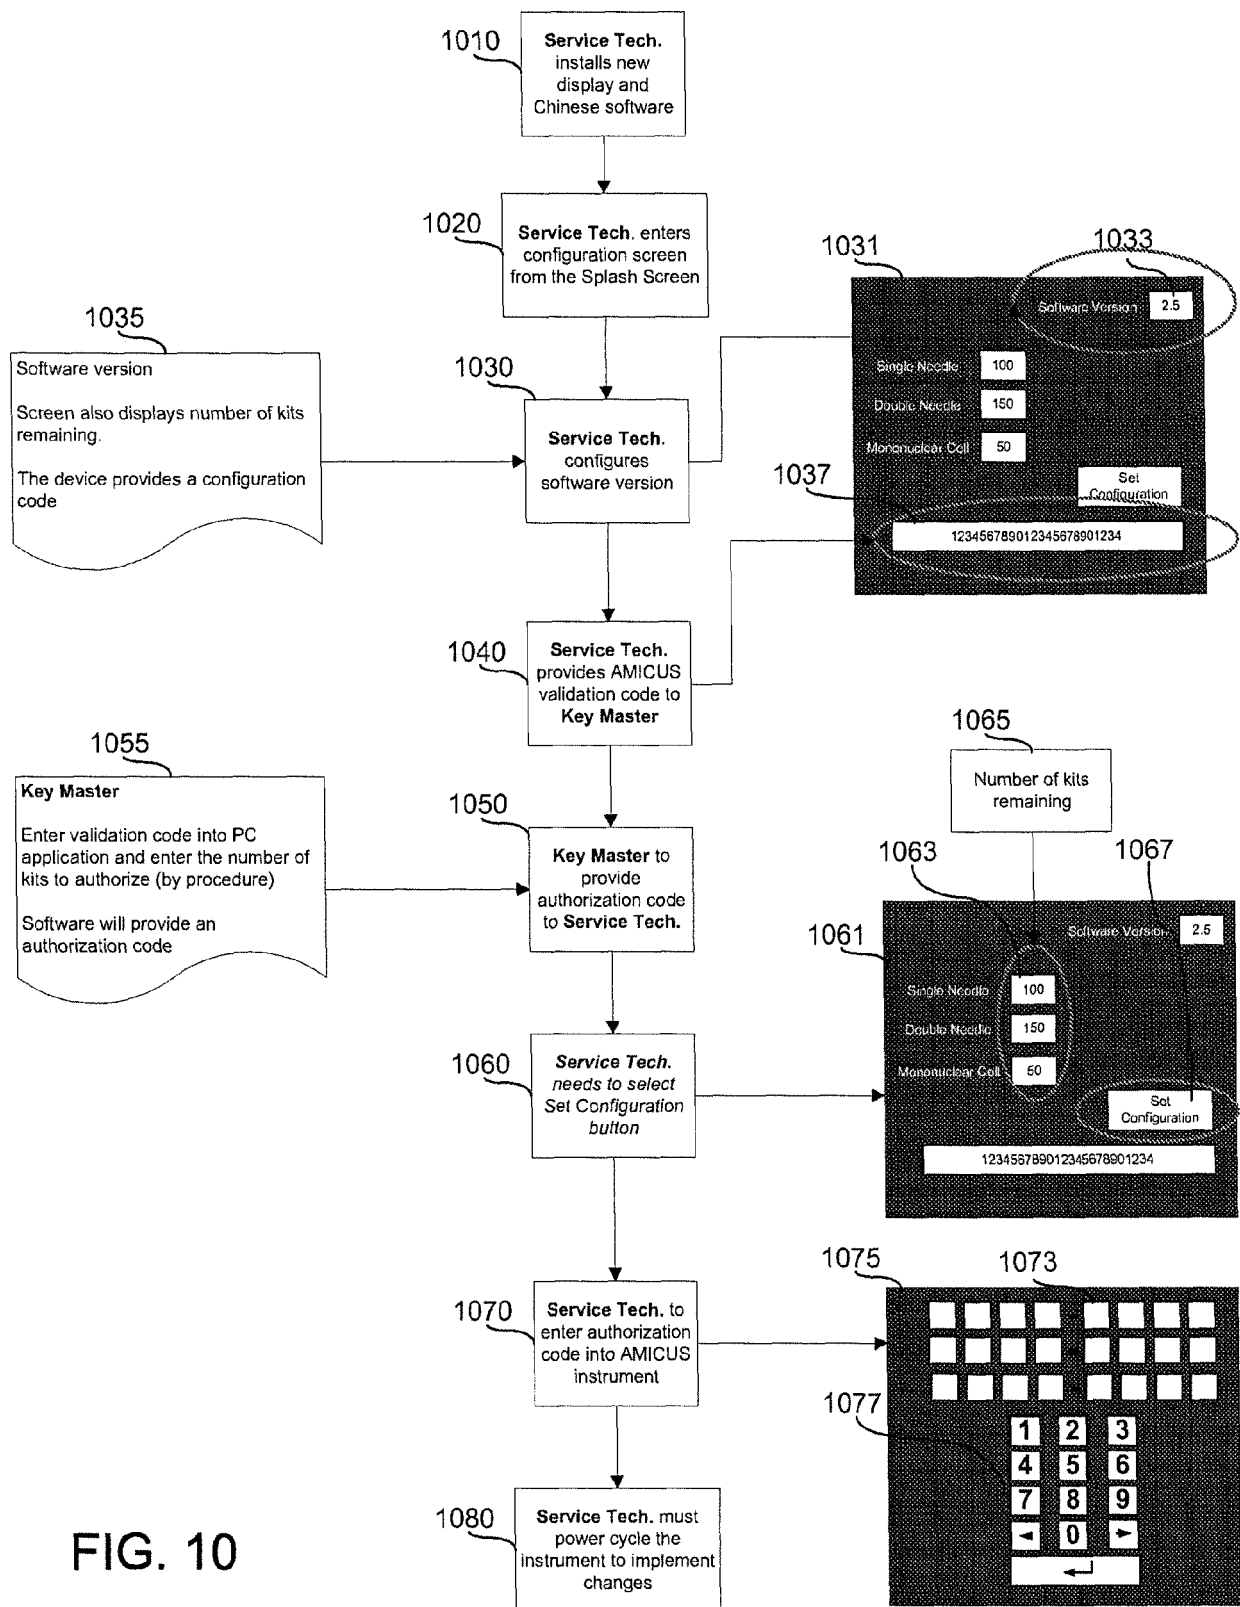 1010
Service Tech.
installs new
display and
Chinese software
1020
Service Tech. enters
configuration screen
from the Splash Screen
1031
1033
Software Version
2.5
Single Needle
100
Double Needle
150
Mononuclear Cell
50
Set
Configuration
1037
123456789012345678901234
1035
Software version
Screen also displays number of kits
remaining.
The device provides a configuration
code
1030
Service Tech.
configures
software version
1040
Service Tech.
provides AMICUS
validation code to
Key Master
1055
Key Master
Enter validation code into PC
application and enter the number of
kits to authorize (by procedure)
Software will provide an
authorization code
1050
Key Master to
provide
authorization code
to Service Tech.
1065
Number of kits
remaining
1063
1067
1061
Software Version
2.5
Single Needle
100
Double Needle
150
Mononuclear Cell
50
Set
Configuration
123456789012345678901234
1060
Service Tech.
needs to select
Set Configuration
button
1070
Service Tech. to
enter authorization
code into AMICUS
instrument
1075
1073
1077
1 2 3
4 5 6
7 8 9
0
1080
Service Tech. must
power cycle the
instrument to implement
changes
FIG. 10